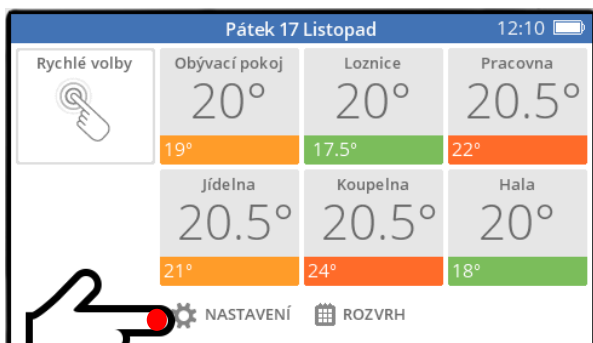 Pátek 17 Listopad 12:10
Rychlé volby
Obývací pokoj
20°
19°
Loznice
20°
17.5°
Pracovna
20.5°
22°
Jídelna
20.5°
21°
Koupelna
20.5°
24°
Hala
20°
18°
NASTAVENÍ ROZVRH